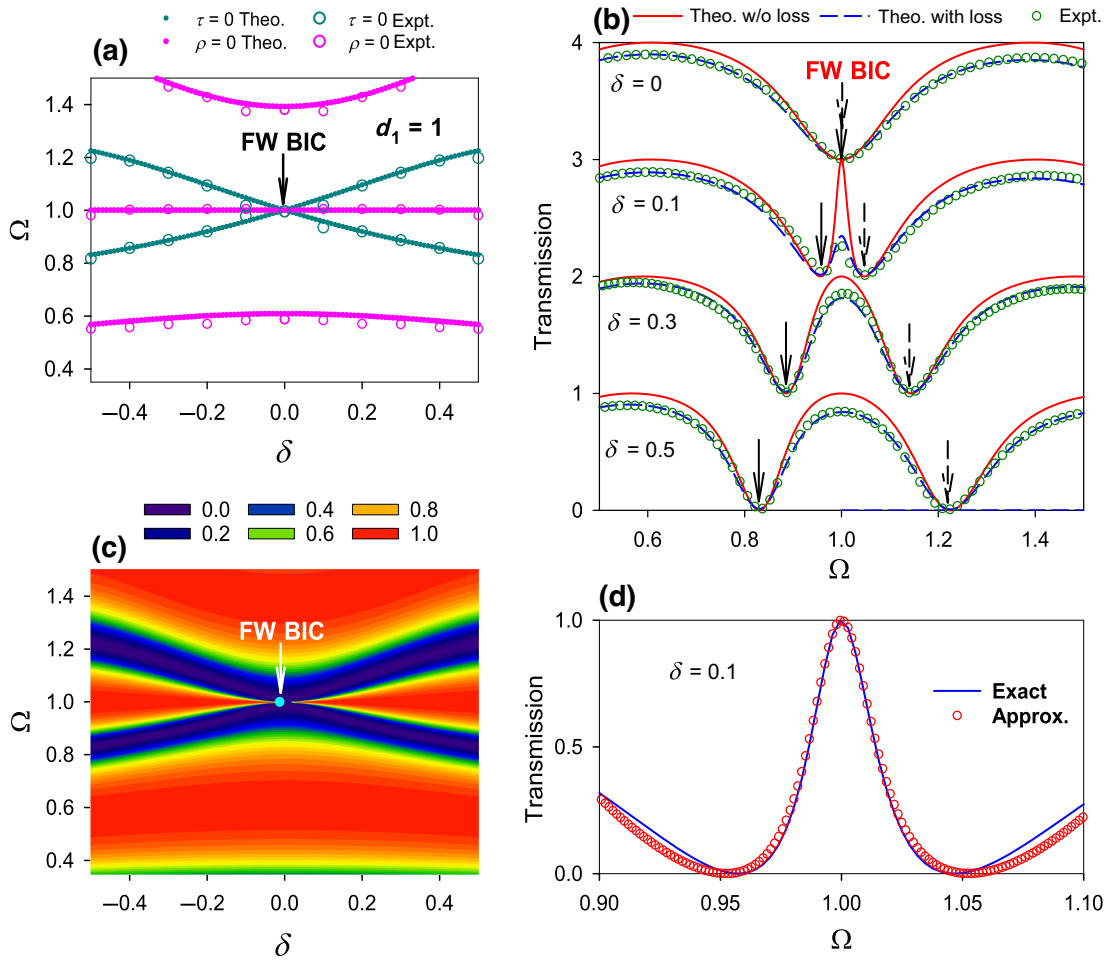 (a)
τ = 0 Theo. τ = 0 Expt.
ρ = 0 Theo. ρ = 0 Expt.
1.4
1.2
1.0
0.8
0.6
0.4
Ω
d1 = 1
FW BIC
−0.4 −0.2 0.0 0.2 0.4
δ
(b)
Theo. w/o loss Theo. with loss Expt.
4
3
2
1
0
Transmission
FW BIC
δ = 0
δ = 0.1
δ = 0.3
δ = 0.5
0.6 0.8 1.0 1.2 1.4
Ω
0.0 0.4 0.8
0.2 0.6 1.0
(c)
1.4
1.2
1.0
0.8
0.6
0.4
Ω
FW BIC
−0.4 −0.2 0.0 0.2 0.4
δ
(d)
1.0
0.5
0.0
Transmission
δ = 0.1
Exact
Approx.
0.90 0.95 1.00 1.05 1.10
Ω